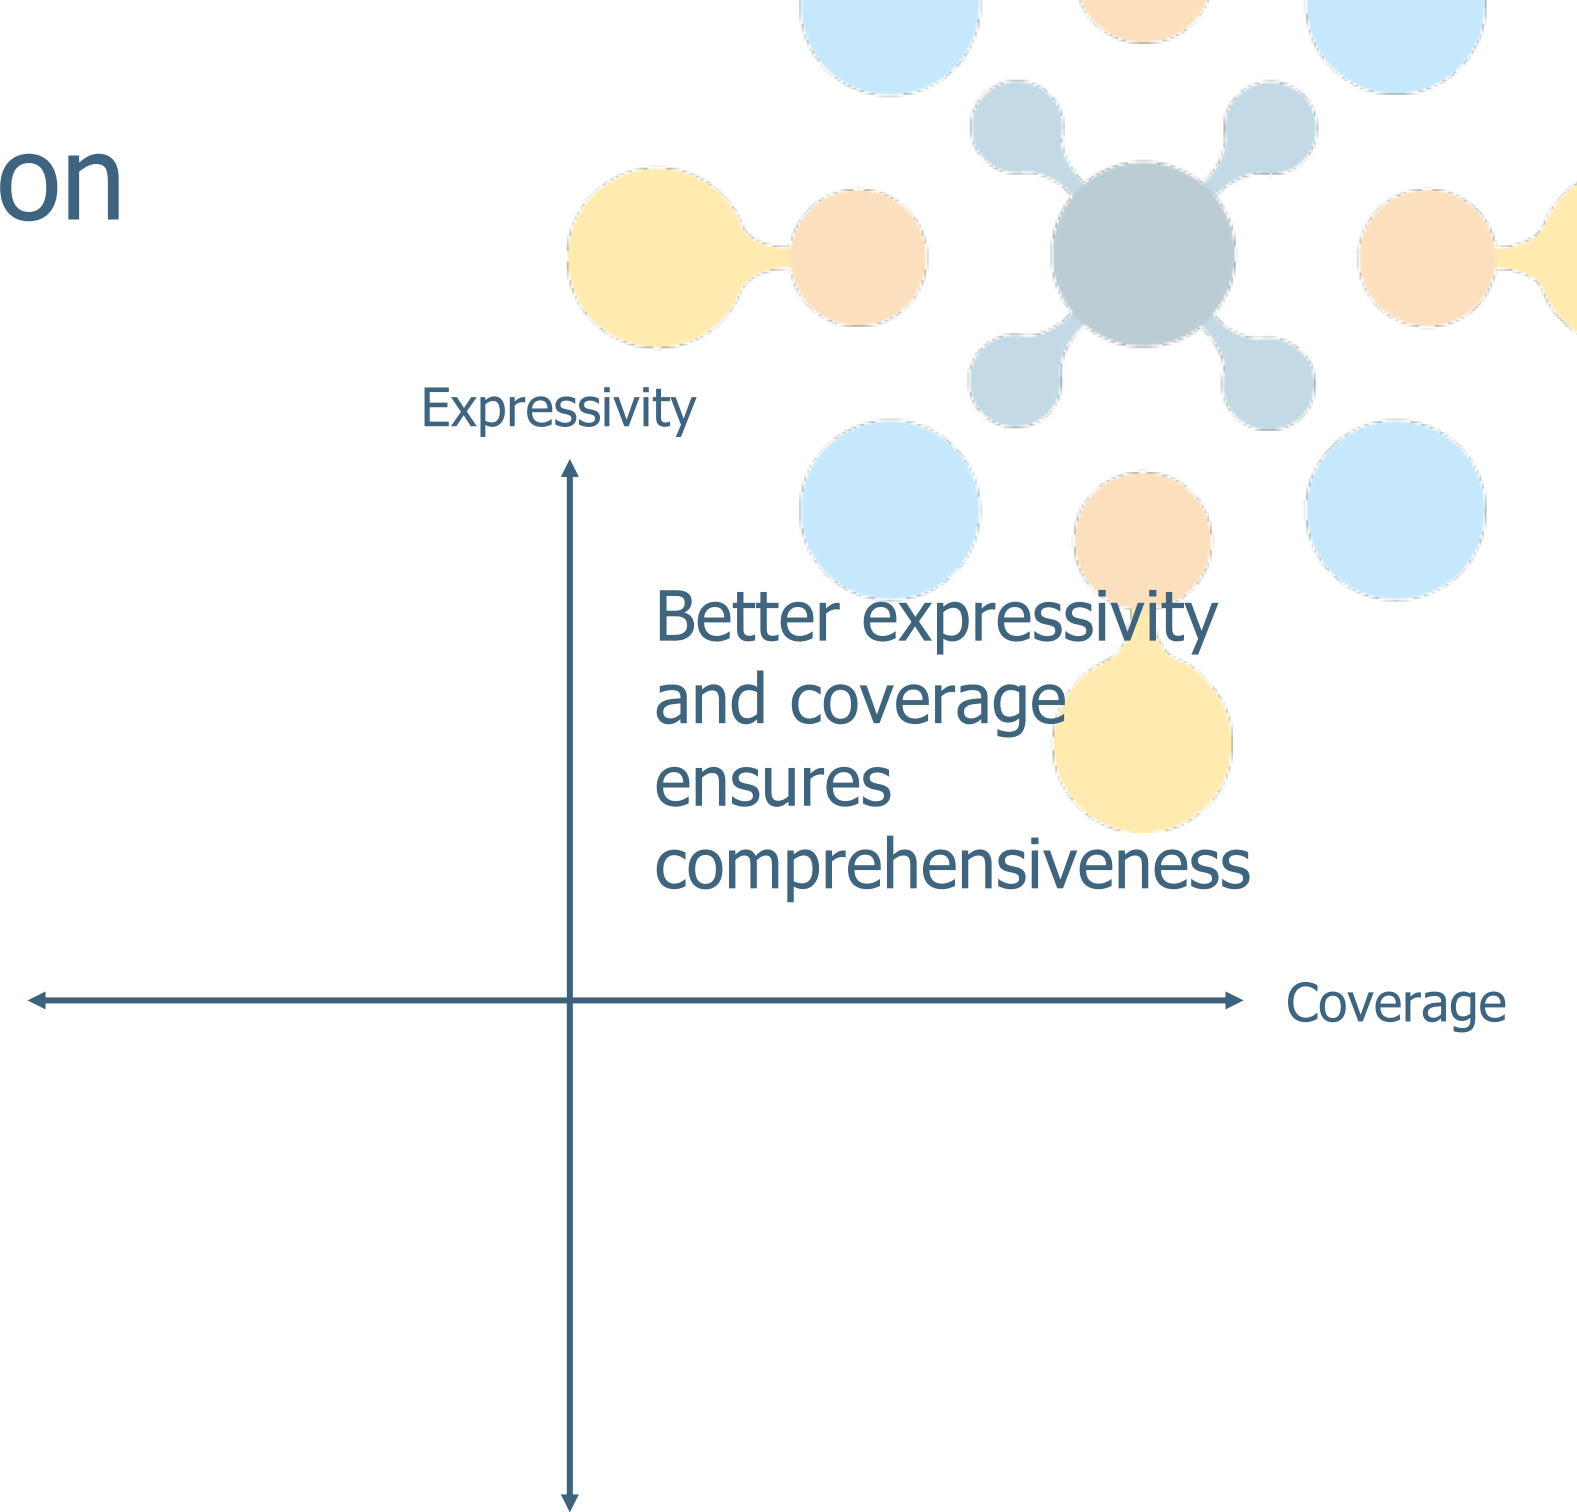 on
Expressivity
Better expressivity
and coverage
ensures
comprehensiveness
Coverage